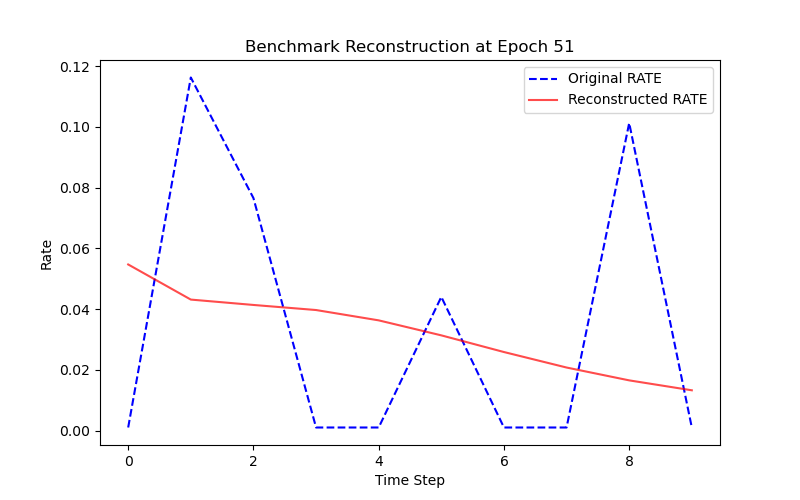 Benchmark Reconstruction at Epoch 51
Original RATE
Reconstructed RATE
0.12
0.10
0.08
0.06
0.04
0.02
0.00
Rate
0 2 4 6 8
Time Step